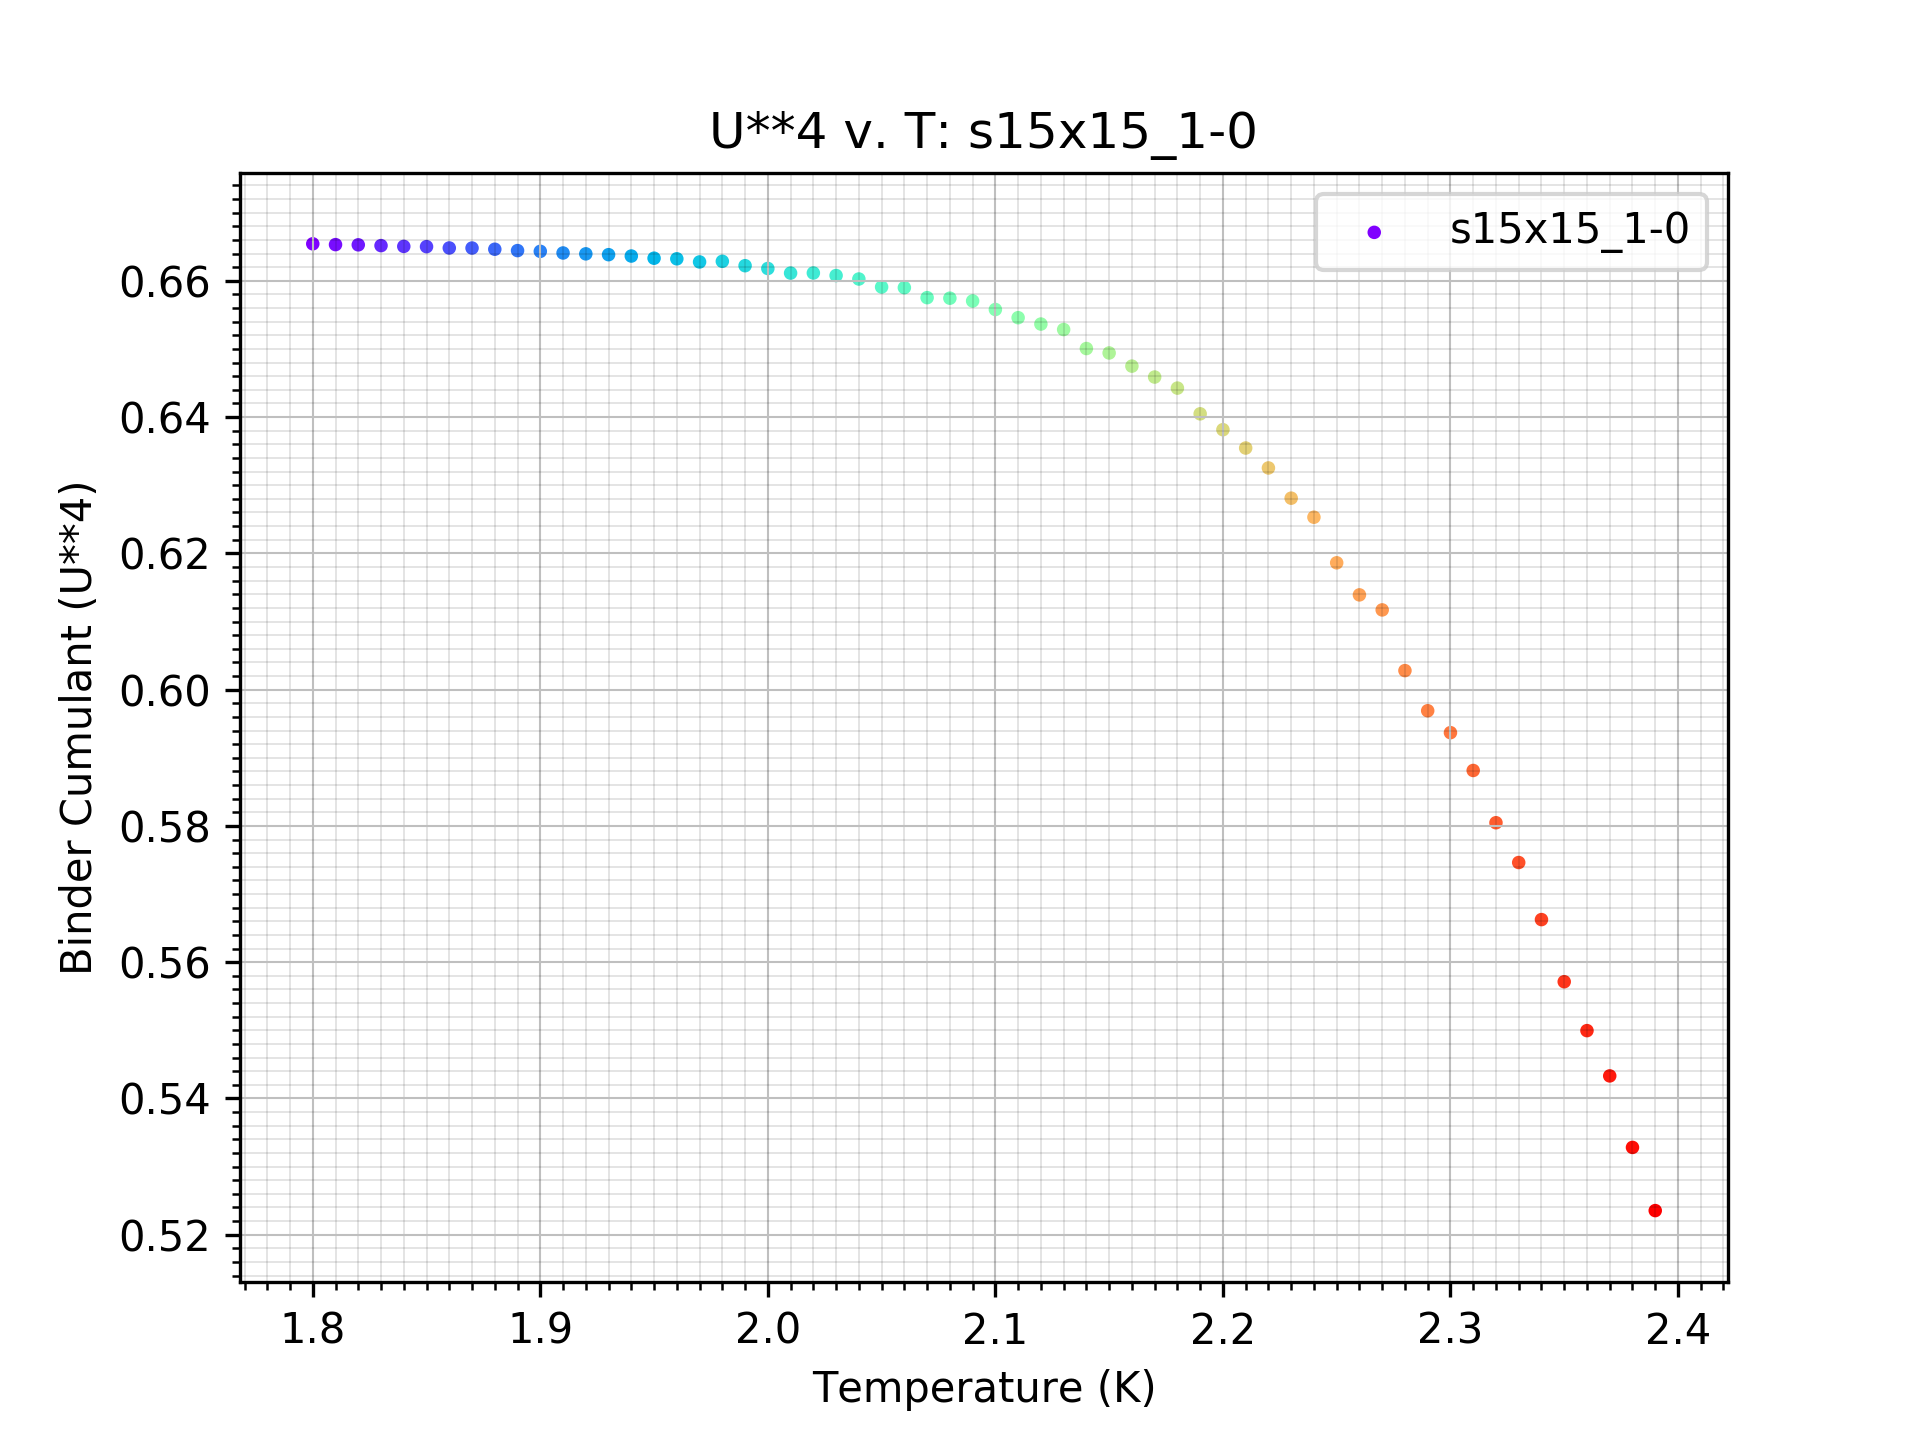 U**4 v. T: s15x15_1-0
s15x15_1-0
Binder Cumulant (U**4)
0.66
0.64
0.62
0.60
0.58
0.56
0.54
0.52
1.8 1.9 2.0 2.1 2.2 2.3 2.4
Temperature (K)